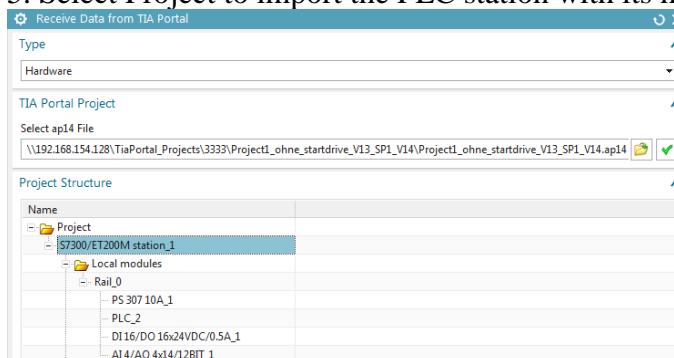 3. Select Project to import the PLC station with its
Receive Data from TIA Portal
Type
Hardware
TIA Portal Project
Select ap14 File
\\192.168.154.128\TiaPortal_Projects\3333\Project1_ohne_startdrive_V13_SP1_V14\Project1_ohne_startdrive_V13_SP1_V14.ap14
Project Structure
Name
Project
S7300/ET200M station_1
Local modules
Rail_0
PS 307 10A_1
PLC_2
DI 16/DO 16x24VDC/0.5A_1
AI 4/AO 4x14/12BIT_1